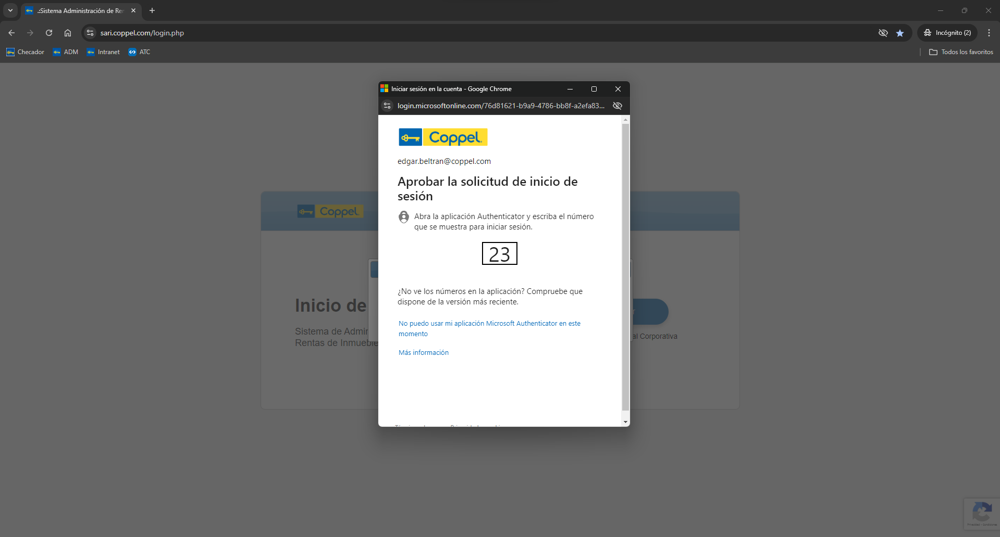 .:Sistema Administración de Ren
sari.coppel.com/login.php
Incógnito (2)
Checador
ADM
Intranet
ATC
Todos los favoritos
Iniciar sesión en la cuenta - Google Chrome
login.microsoftonline.com/76d81621-b9a9-4786-bb8f-a2efa83...
Coppel.
edgar.beltran@coppel.com
Aprobar la solicitud de inicio de
sesión
Abra la aplicación Authenticator y escriba el número
que se muestra para iniciar sesión.
23
¿No ve los números en la aplicación? Compruebe que
dispone de la versión más reciente.
No puedo usar mi aplicación Microsoft Authenticator en este
momento
Más información
Coppel.
Inicio de
Sistema de Admin
Rentas de Inmueble
r
al Corporativa
Privacidad - Condiciones